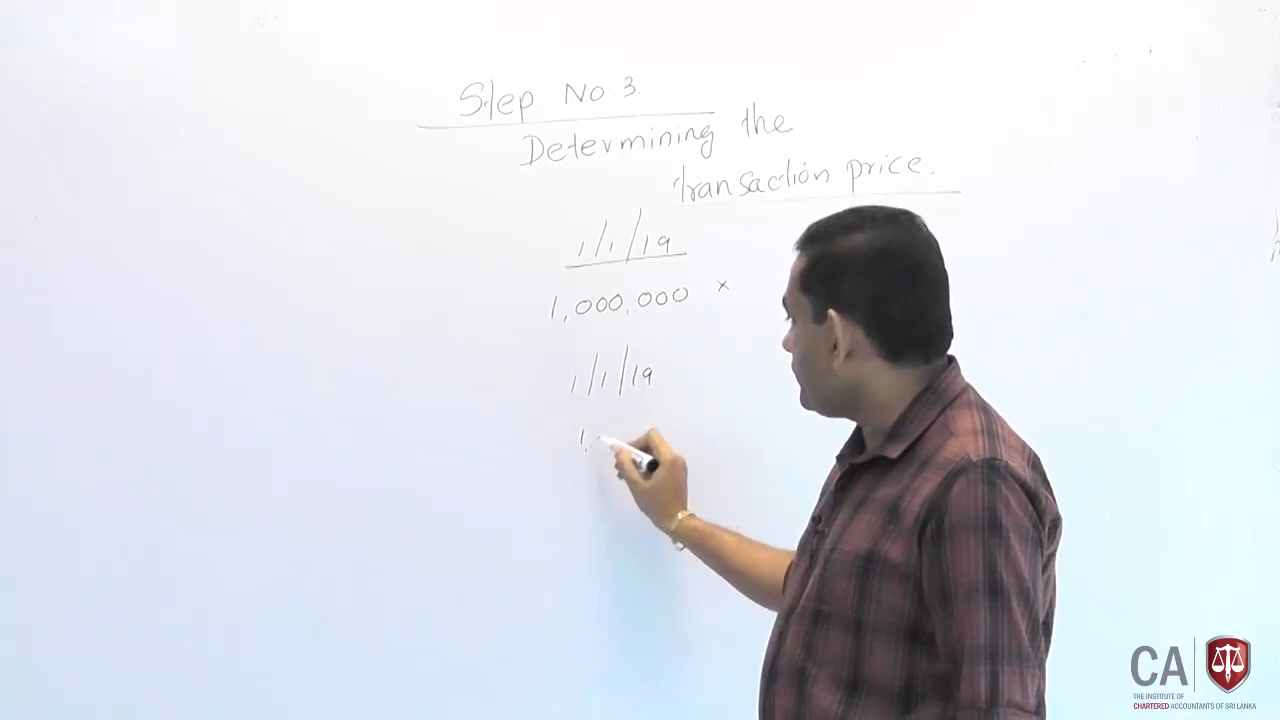 Step No 3.
Determining the
transaction price.
1/1/19
1,000,000 ×
1/1/19
1.
CA
THE INSTITUTE OF
CHARTERED ACCOUNTANTS OF SRI LANKA